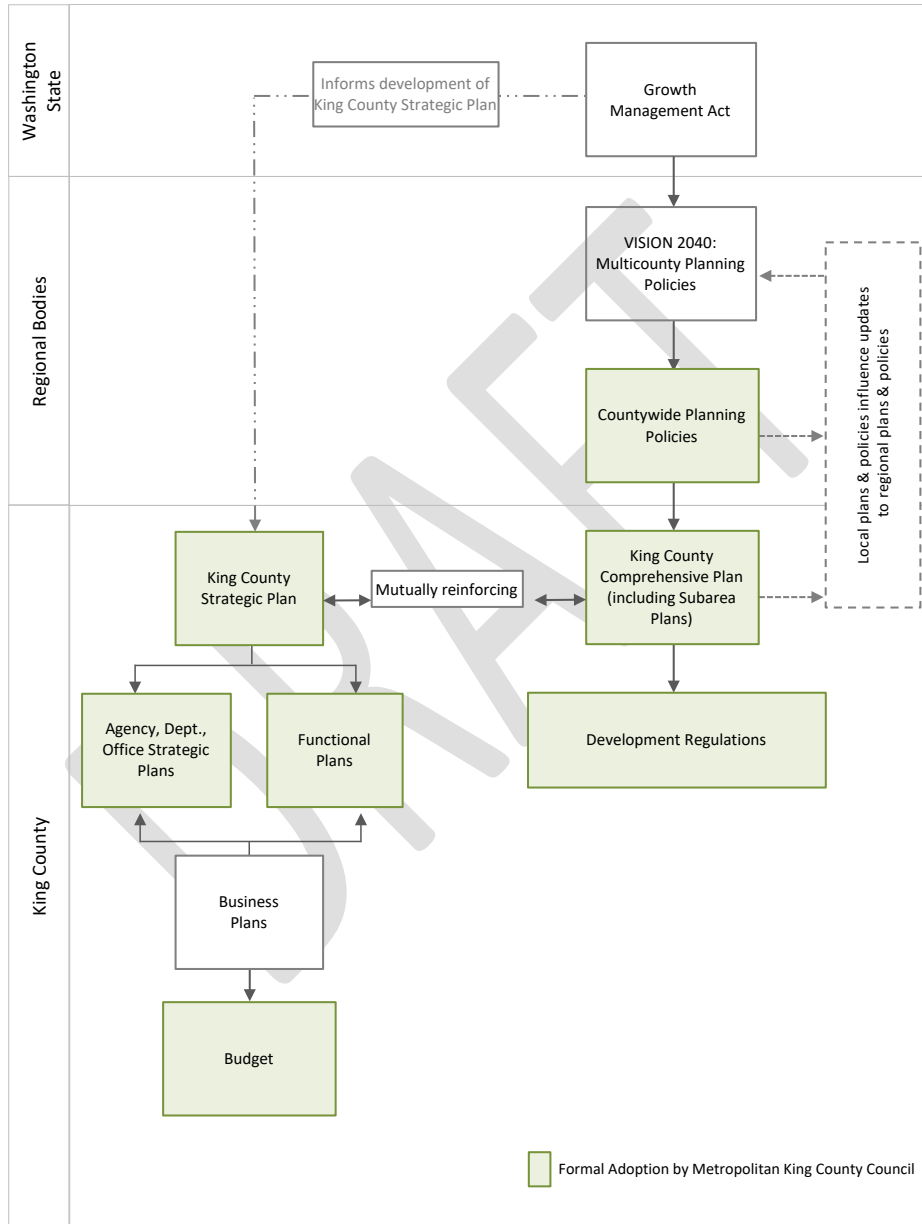 Washington
State
Informs development of
King County Strategic Plan
Growth
Management Act
Regional Bodies
VISION 2040:
Multicounty Planning
Policies
Countywide Planning
Policies
Local plans & policies influence updates
to regional plans & policies
King County
King County
Strategic Plan
Mutually reinforcing
King County
Comprehensive Plan
(including Subarea
Plans)
Agency, Dept.,
Office Strategic
Plans
Functional
Plans
Development Regulations
Business
Plans
Budget
Formal Adoption by Metropolitan King County Council
DRAFT